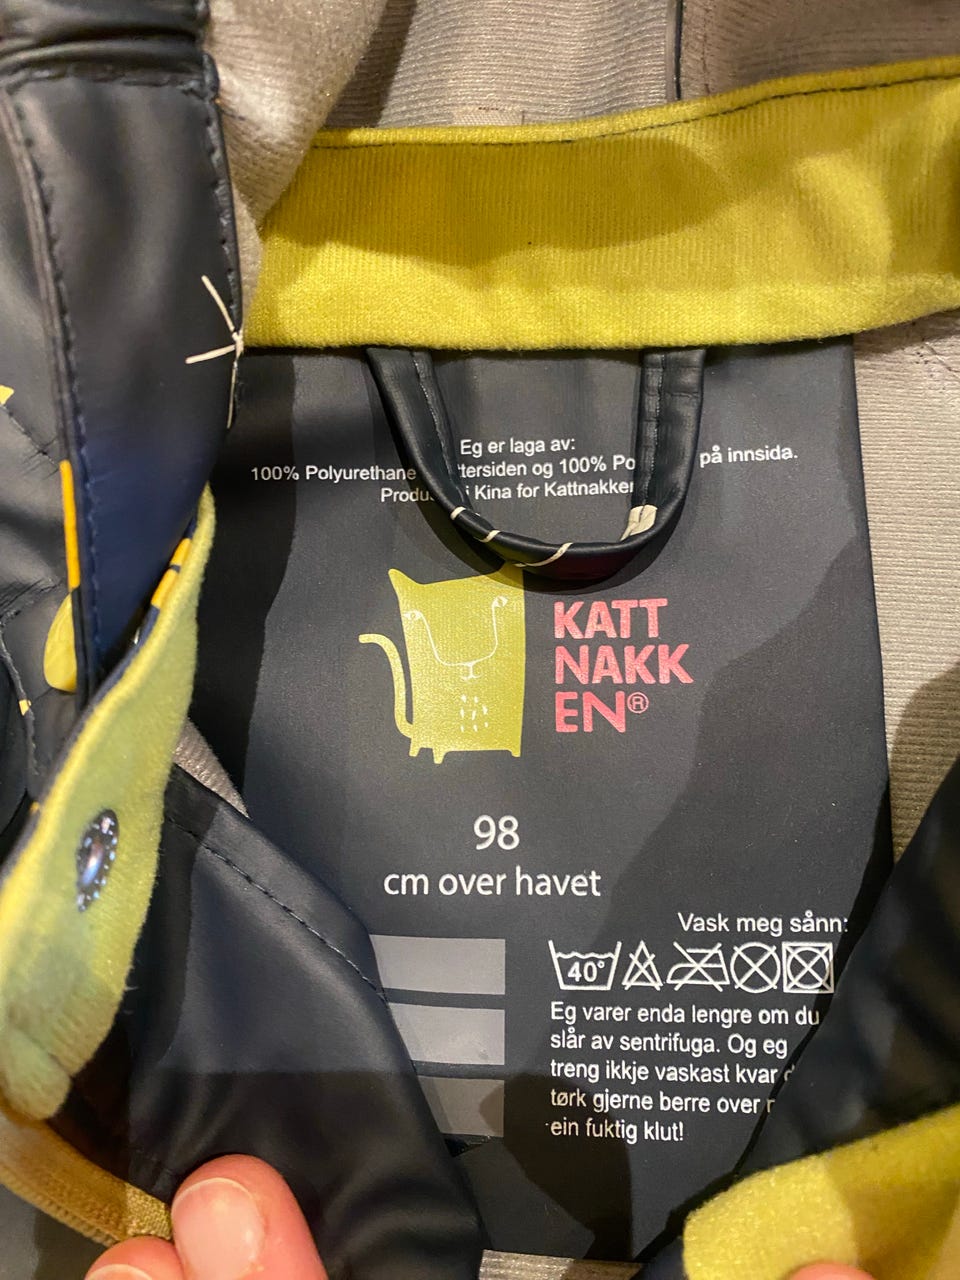 Eg er laga av:
100% Polyurethane og 100% på innsida.
i Kina for Kattnakken
KATT
NAKK
EN®
98
cm over havet
Vask meg sånn:
40°
Eg varer enda lengre om du
slår av sentrifuga. Og eg
treng ikkje vaskast kvar
tørk gjerne berre over
ein fuktig klut!